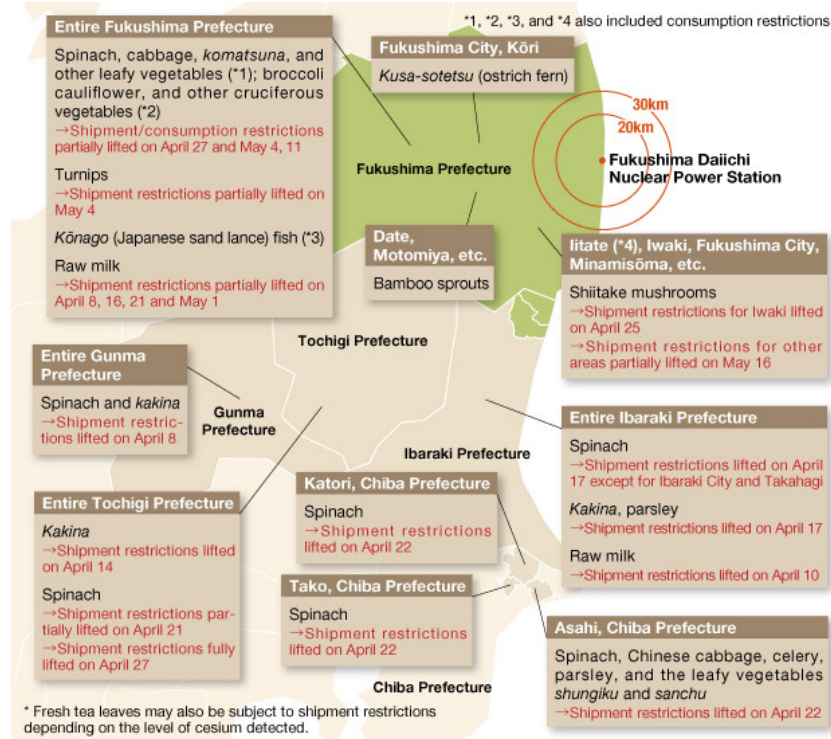 *1, *2, *3, and *4 also included consumption restrictions
Entire Fukushima Prefecture
Spinach, cabbage, komatsuna, and
other leafy vegetables (*1); broccoli
cauliflower, and other cruciferous
vegetables (*2)
→Shipment/consumption restrictions
partially lifted on April 27 and May 4, 11
Turnips
→Shipment restrictions partially lifted on
May 4
Kōnago (Japanese sand lance) fish (*3)
Raw milk
→Shipment restrictions partially lifted on
April 8, 16, 21 and May 1
Fukushima City, Kōri
Kusa-sotetsu (ostrich fern)
30km
20km
Fukushima Daiichi
Nuclear Power Station
Fukushima Prefecture
Date,
Motomiya, etc.
Bamboo sprouts
Iitate (*4), Iwaki, Fukushima City,
Minamisōma, etc.
Shiitake mushrooms
→Shipment restrictions for Iwaki lifted
on April 25
→Shipment restrictions for other
areas partially lifted on May 16
Tochigi Prefecture
Entire Gunma
Prefecture
Spinach and kakina
→Shipment restric-
tions lifted on April 8
Gunma
Prefecture
Ibaraki Prefecture
Entire Ibaraki Prefecture
Spinach
→Shipment restrictions lifted on April
17 except for Ibaraki City and Takahagi
Kakina, parsley
→Shipment restrictions lifted on April 17
Raw milk
→Shipment restrictions lifted on April 10
Entire Tochigi Prefecture
Kakina
→Shipment restrictions lifted
on April 14
Spinach
→Shipment restrictions par-
tially lifted on April 21
→Shipment restrictions fully
lifted on April 27
Katori, Chiba Prefecture
Spinach
→Shipment restrictions
lifted on April 22
Tako, Chiba Prefecture
Spinach
→Shipment restrictions
lifted on April 22
Asahi, Chiba Prefecture
Spinach, Chinese cabbage, celery,
parsley, and the leafy vegetables
shungiku and sanchu
→Shipment restrictions lifted on April 22
Chiba Prefecture
* Fresh tea leaves may also be subject to shipment restrictions
depending on the level of cesium detected.